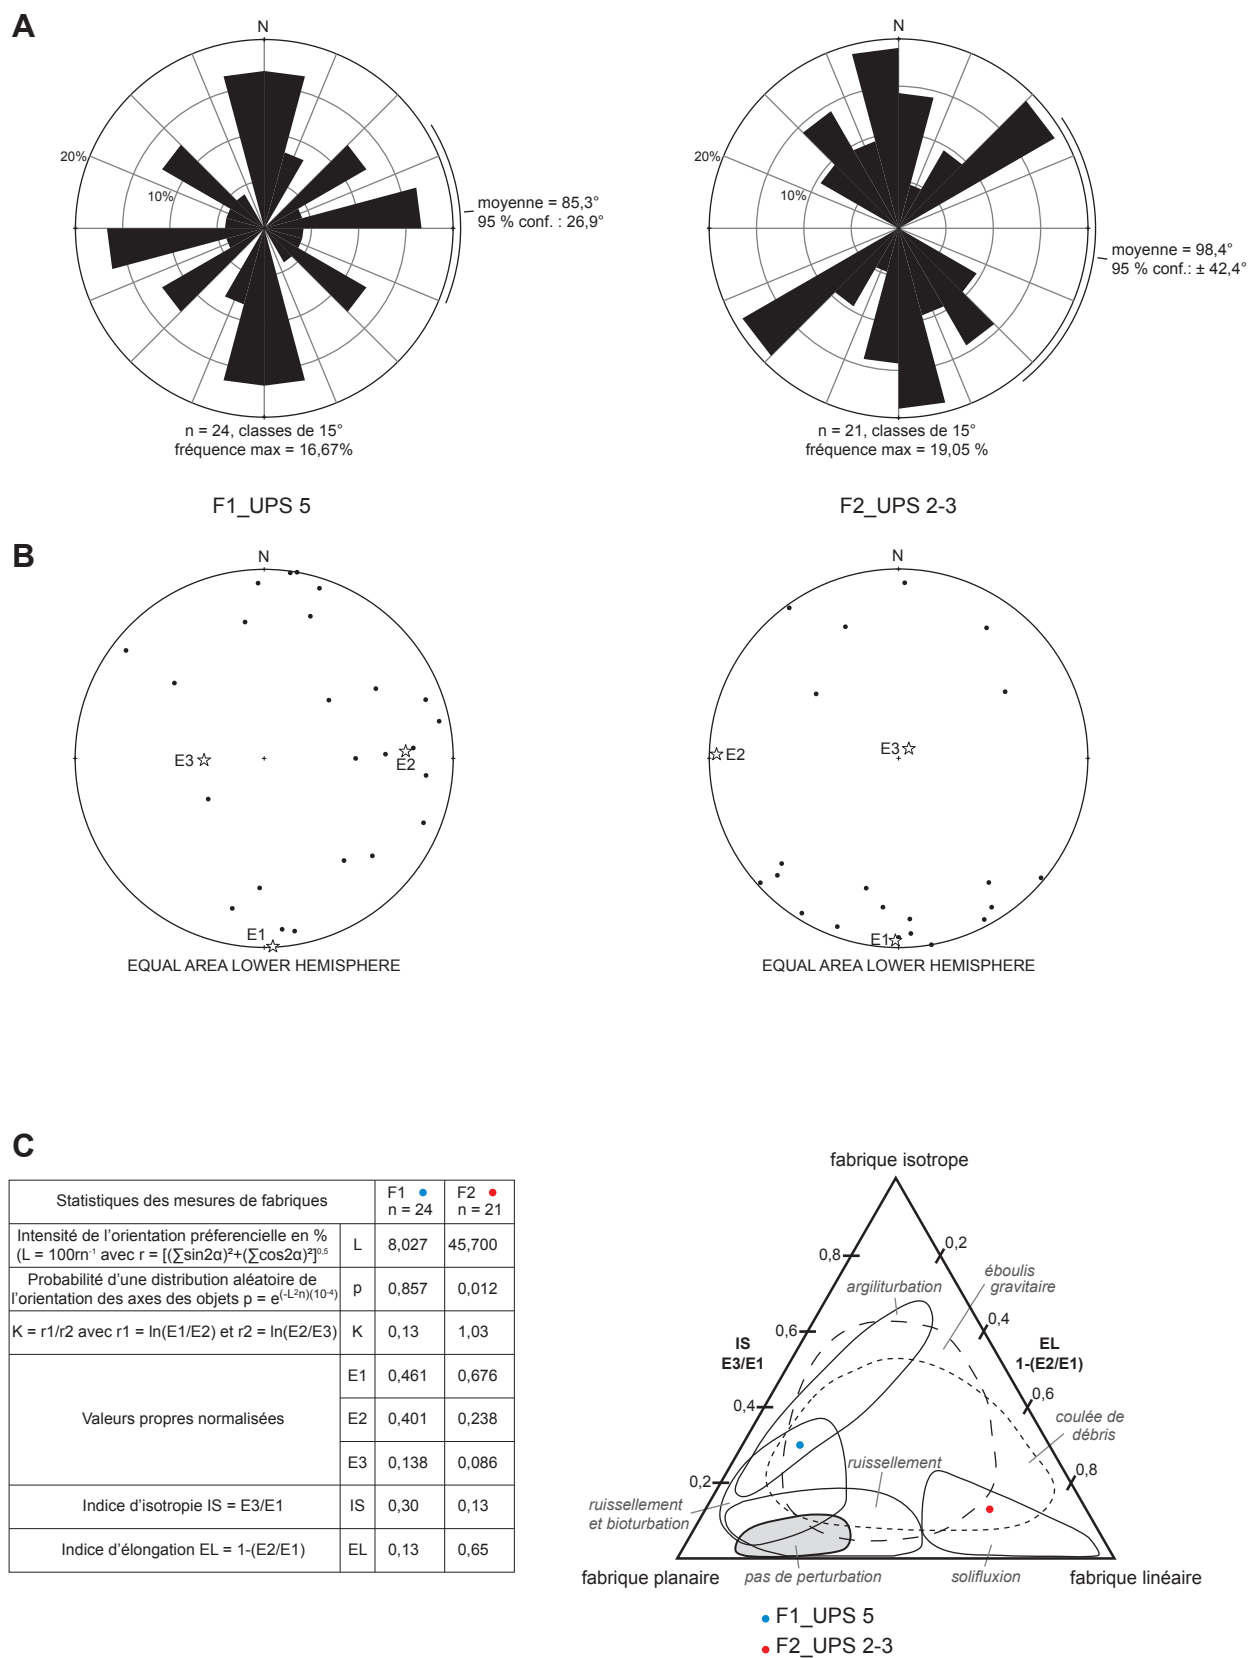 A
N
20%
10%
moyenne = 85,3°
95 % conf. : 26,9°
n = 24, classes de 15°
fréquence max = 16,67%
F1_UPS 5
N
20%
10%
moyenne = 98,4°
95 % conf.: ± 42,4°
n = 21, classes de 15°
fréquence max = 19,05 %
F2_UPS 2-3
B
N
E3
E2
E1
EQUAL AREA LOWER HEMISPHERE
N
E2
E3
E1
EQUAL AREA LOWER HEMISPHERE
C
Statistiques des mesures de fabriques
F1
n = 24
F2
n = 21
Intensité de l'orientation préferencielle en %
(L = 100rn⁻¹ avec r = [(∑sin2α)²+(∑cos2α)²]⁰,⁵
L
8,027
45,700
Probabilité d'une distribution aléatoire de
l'orientation des axes des objets p = e^(-L²n)(10⁻⁴)
p
0,857
0,012
K = r1/r2 avec r1 = ln(E1/E2) et r2 = ln(E2/E3)
K
0,13
1,03
Valeurs propres normalisées
E1
0,461
0,676
E2
0,401
0,238
E3
0,138
0,086
Indice d'isotropie IS = E3/E1
IS
0,30
0,13
Indice d'élongation EL = 1-(E2/E1)
EL
0,13
0,65
fabrique isotrope
0,8
0,2
argiliturbation
éboulis
gravitaire
0,6
0,4
IS
E3/E1
EL
1-(E2/E1)
0,4
0,6
coulée de
débris
0,2
0,8
ruissellement
ruissellement
et bioturbation
fabrique planaire
pas de perturbation
solifluxion
fabrique linéaire
F1_UPS 5
F2_UPS 2-3